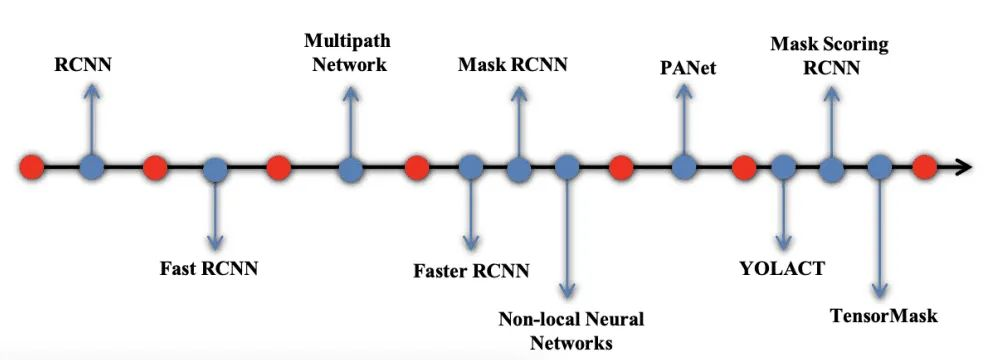 RCNN
Multipath
Network
Mask RCNN
PANet
Mask Scoring
RCNN
Fast RCNN
Faster RCNN
Non-local Neural
Networks
YOLACT
TensorMask